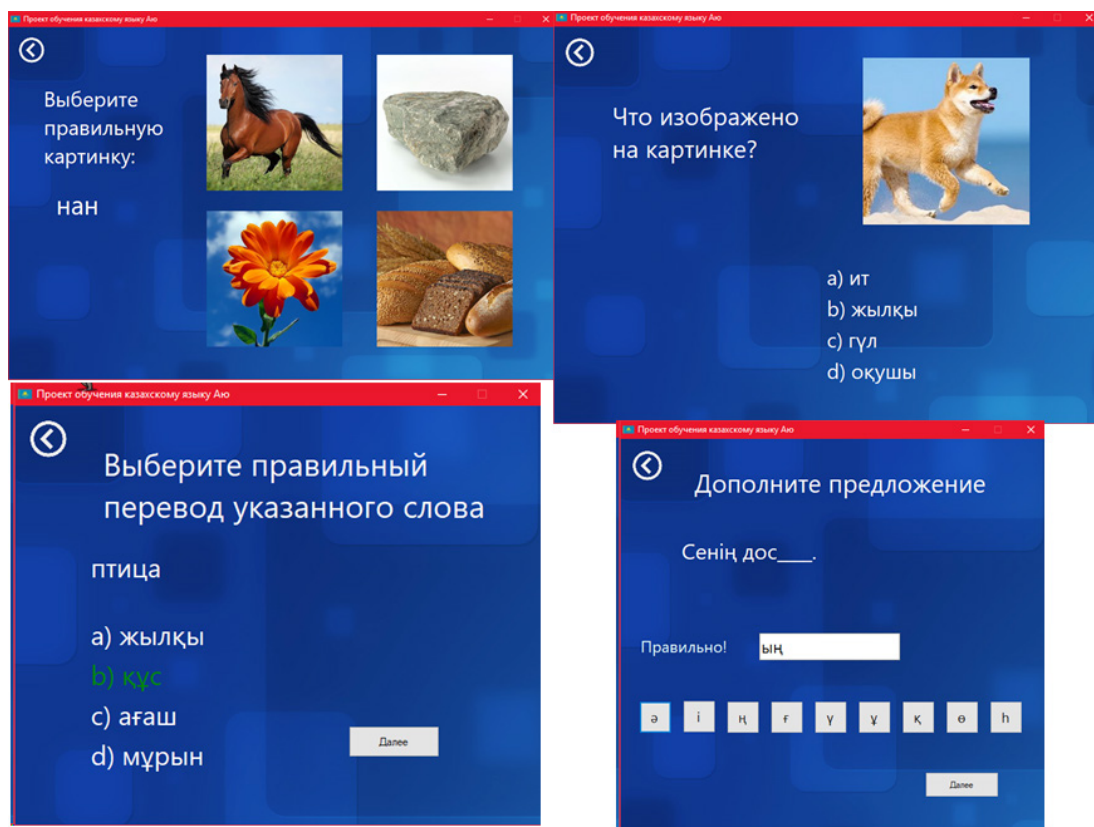 Проект обучения казахскому языку Аю
Выберите
правильную
картинку:
нан
Проект обучения казахскому языку Аю
Что изображено
на картинке?
a) ит
b) жылқы
c) гүл
d) оқушы
Проект обучения казахскому языку Аю
Выберите правильный
перевод указанного слова
птица
a) жылқы
b) құс
c) ағаш
d) мұрын
Далее
Проект обучения казахскому языку Аю
Дополните предложение
Сенің дос___.
Правильно! ың
ә і ң ғ ү ұ қ ө һ
Далее